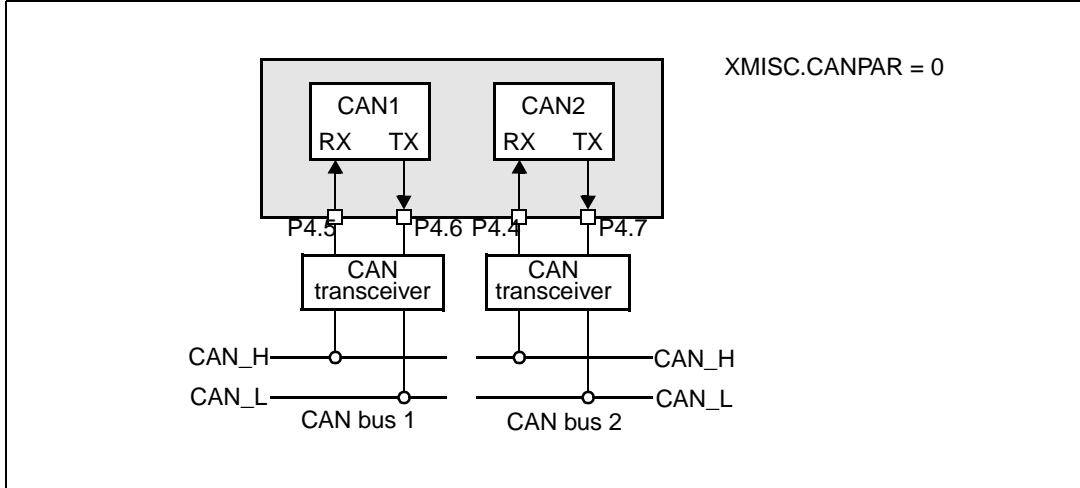 XMISC.CANPAR = 0
CAN1 CAN2
RX TX RX TX
P4.5 P4.6 P4.4 P4.7
CAN
transceiver
CAN
transceiver
CAN_H CAN_H
CAN_L CAN_L
CAN bus 1 CAN bus 2